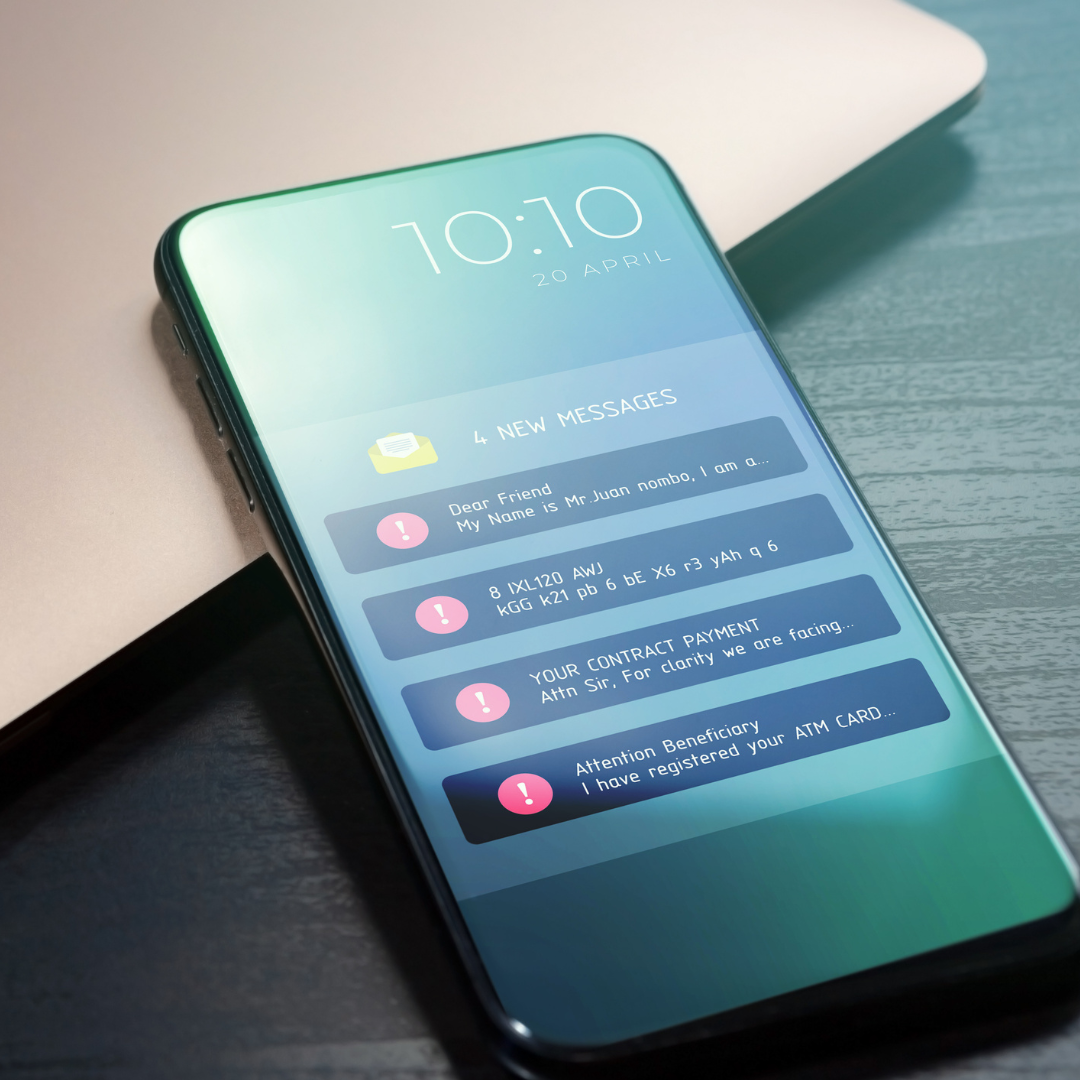 10:10
20 APRIL
4 NEW MESSAGES
Dear Friend
My Name is Mr.Juan nombo, I am a...
8 IXL120 AWJ
kGG k21 pb 6 bE X6 r3 yAh q 6
YOUR CONTRACT PAYMENT
Attn Sir, For clarity we are facing...
Attention Beneficiary
I have registered your ATM CARD...